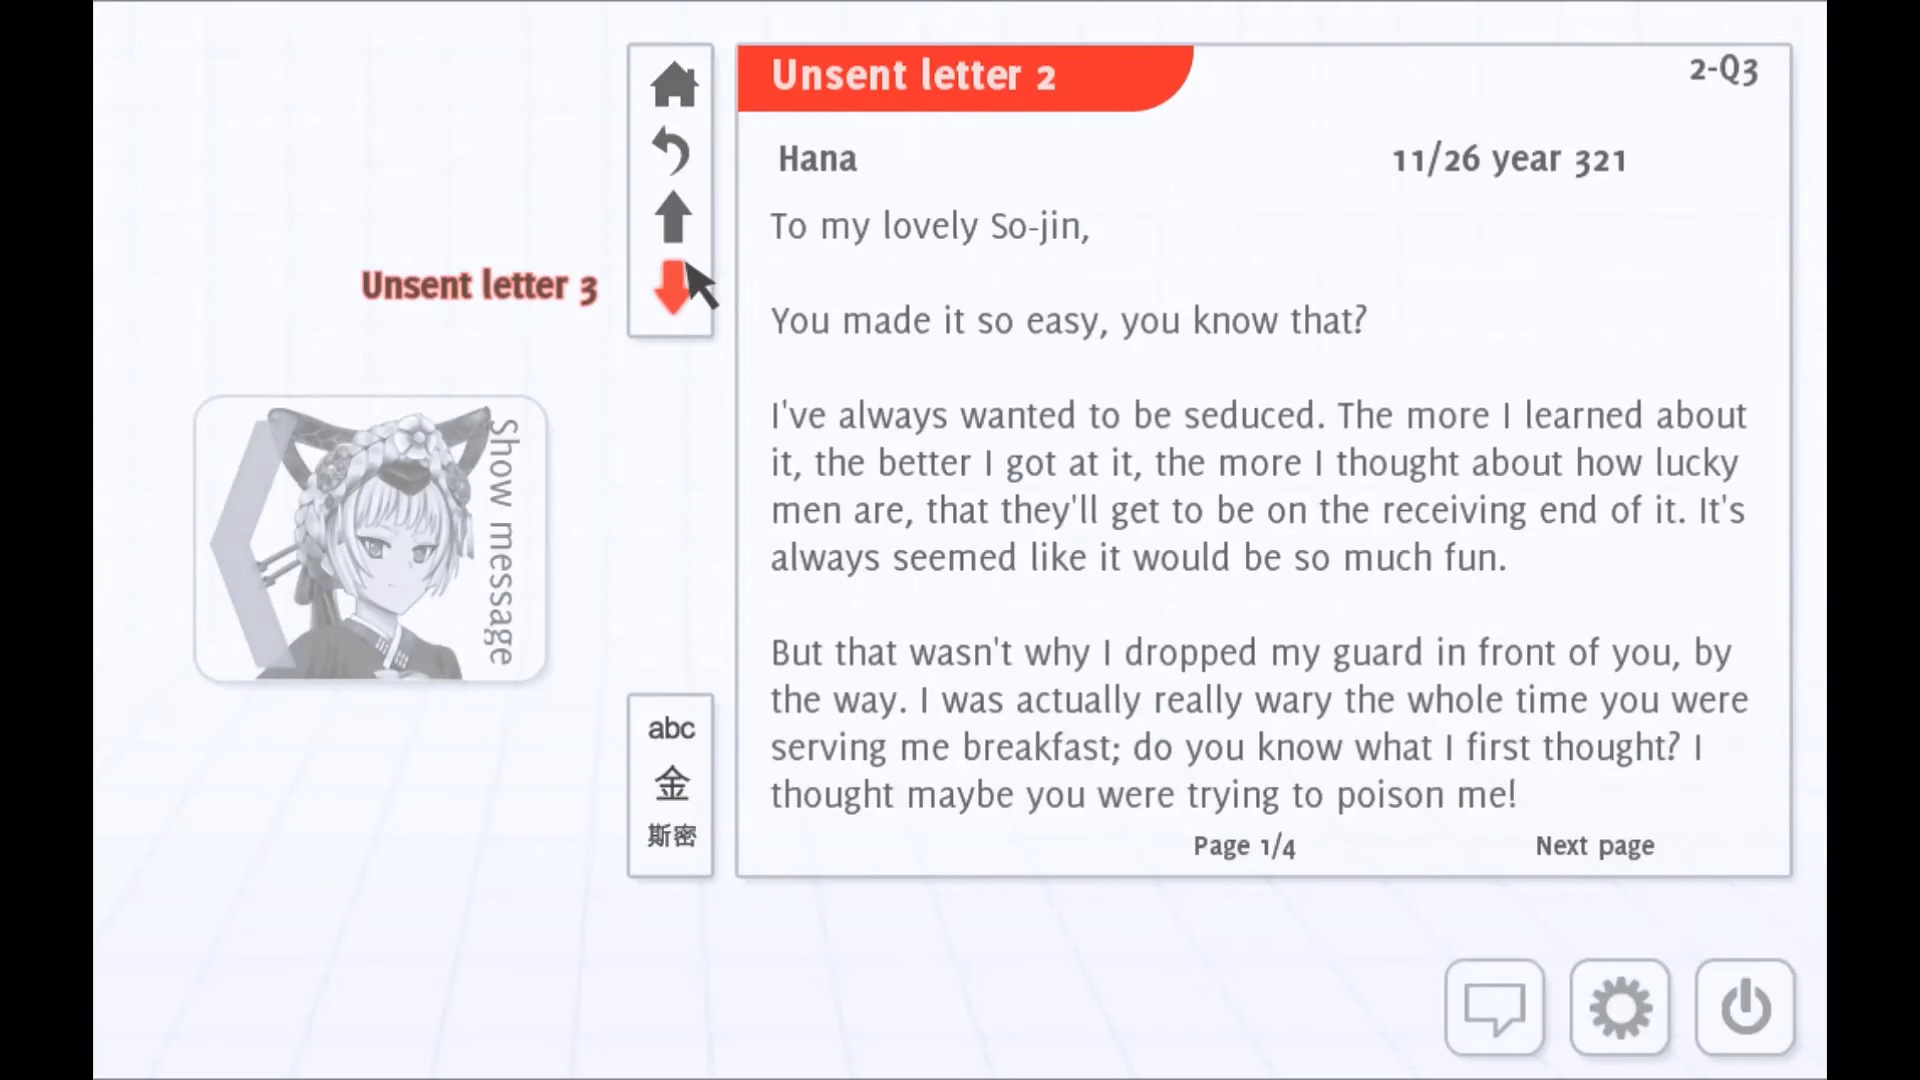 Unsent letter 2
2-Q3
Hana
11/26 year 321
To my lovely So-jin,
You made it so easy, you know that?
I've always wanted to be seduced. The more I learned about
it, the better I got at it, the more I thought about how lucky
men are, that they'll get to be on the receiving end of it. It's
always seemed like it would be so much fun.
But that wasn't why I dropped my guard in front of you, by
the way. I was actually really wary the whole time you were
serving me breakfast; do you know what I first thought? I
thought maybe you were trying to poison me!
Page 1/4
Next page
Unsent letter 3
Show message
abc
金
斯密